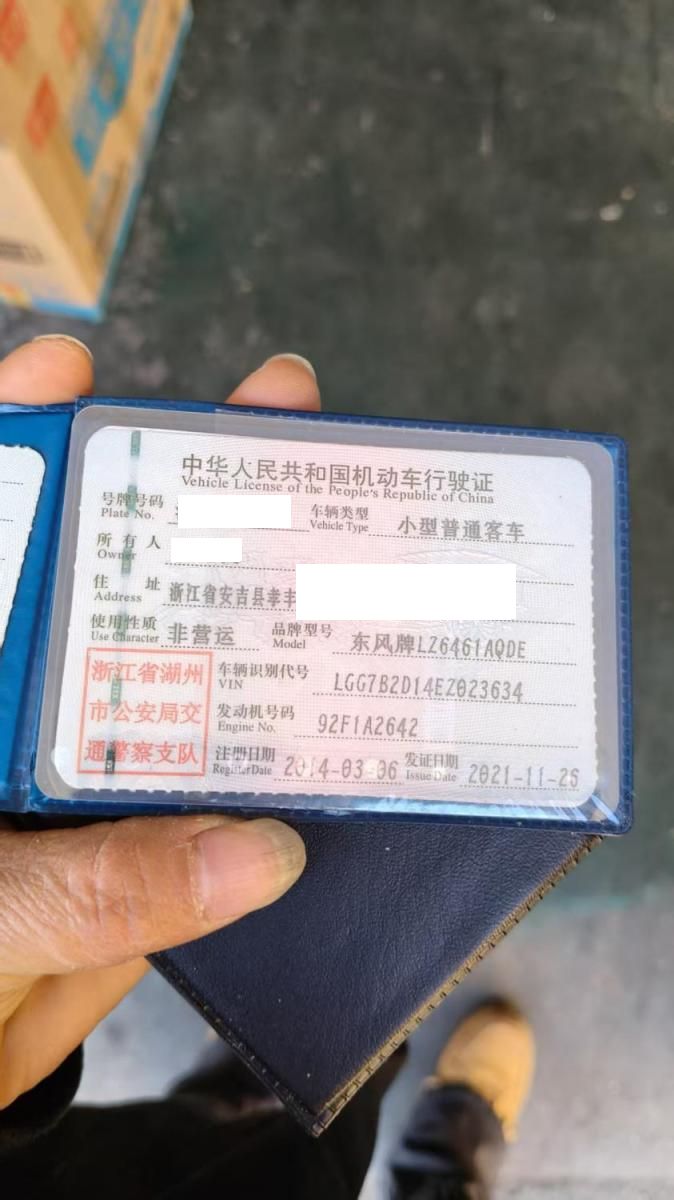 中华人民共和国机动车行驶证
Vehicle License of the People's Republic of China
号牌号码
Plate No.
车辆类型
Vehicle Type
小型普通客车
所有人
Owner
住址
Address
浙江省安吉县孝丰
使用性质
Use Character
非营运
品牌型号
Model
东风牌LZ6461AQDE
浙江省湖州
市公安局交
通警察支队
车辆识别代号
VIN
LGG7B2D14EZ023634
发动机号码
Engine No.
92F1A2642
注册日期
Register Date
2014-03-06
发证日期
Issue Date
2021-11-26